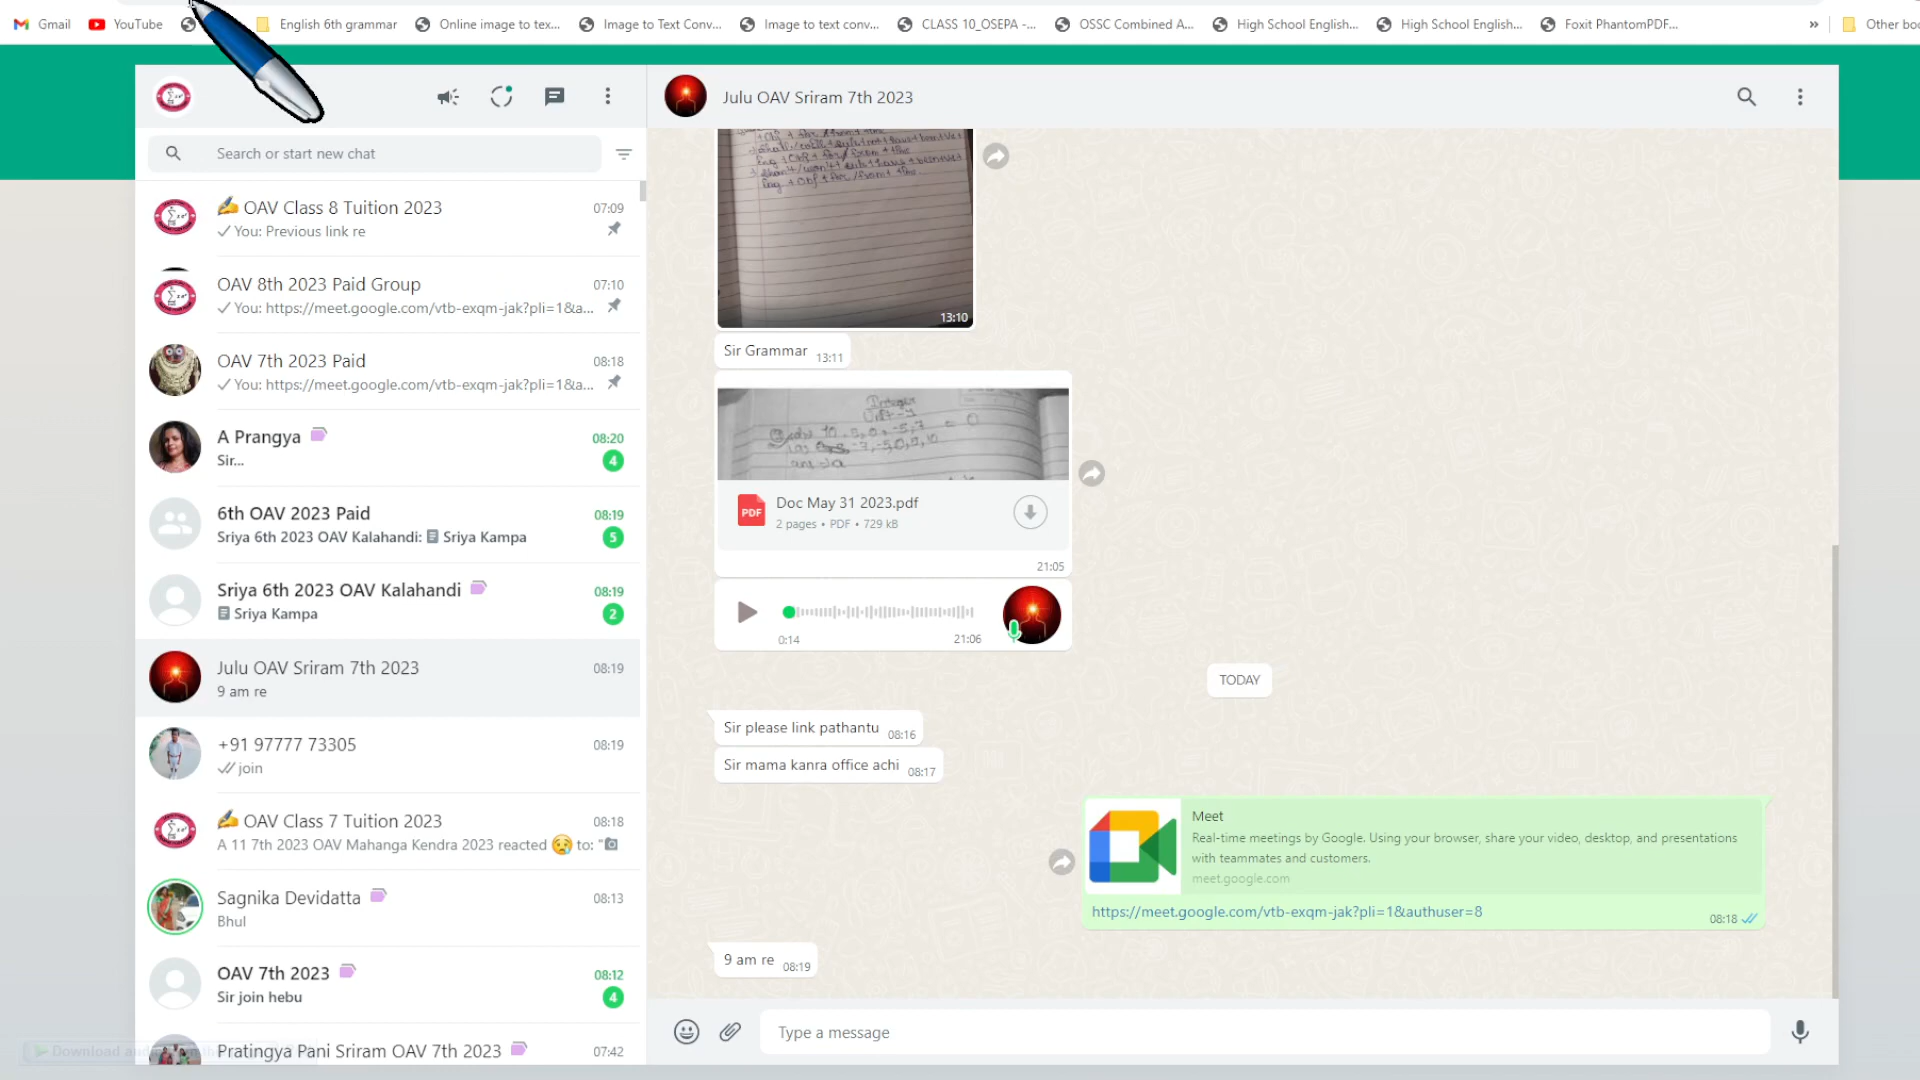 Gmail
YouTube
English 6th grammar
Online image to tex...
Image to Text Conv...
Image to text conv...
CLASS 10_OSEPA -...
OSSC Combined A...
High School English...
High School English...
Foxit PhantomPDF...
»
Other boo
Search or start new chat
✍ OAV Class 8 Tuition 2023
07:09
You: Previous link re
OAV 8th 2023 Paid Group
07:10
You: https://meet.google.com/vtb-exqm-jak?pli=1&a...
OAV 7th 2023 Paid
08:18
You: https://meet.google.com/vtb-exqm-jak?pli=1&a...
A Prangya
08:20
Sir...
4
6th OAV 2023 Paid
08:19
Sriya 6th 2023 OAV Kalahandi: Sriya Kampa
5
Sriya 6th 2023 OAV Kalahandi
08:19
Sriya Kampa
2
Julu OAV Sriram 7th 2023
08:19
9 am re
+91 97777 73305
08:19
join
✍ OAV Class 7 Tuition 2023
08:18
A 11 7th 2023 OAV Mahanga Kendra 2023 reacted 😢 to: "
Sagnika Devidatta
08:13
Bhul
OAV 7th 2023
08:12
Sir join hebu
4
Pratingya Pani Sriram OAV 7th 2023
07:42
Julu OAV Sriram 7th 2023
13:10
Sir Grammar
13:11
Integer
PDF
Doc May 31 2023.pdf
2 pages • PDF • 729 kB
21:05
0:14
21:06
TODAY
Sir please link pathantu
08:16
Sir mama kanra office achi
08:17
Meet
Real-time meetings by Google. Using your browser, share your video, desktop, and presentations
with teammates and customers.
meet.google.com
https://meet.google.com/vtb-exqm-jak?pli=1&authuser=8
08:18
9 am re
08:19
Type a message